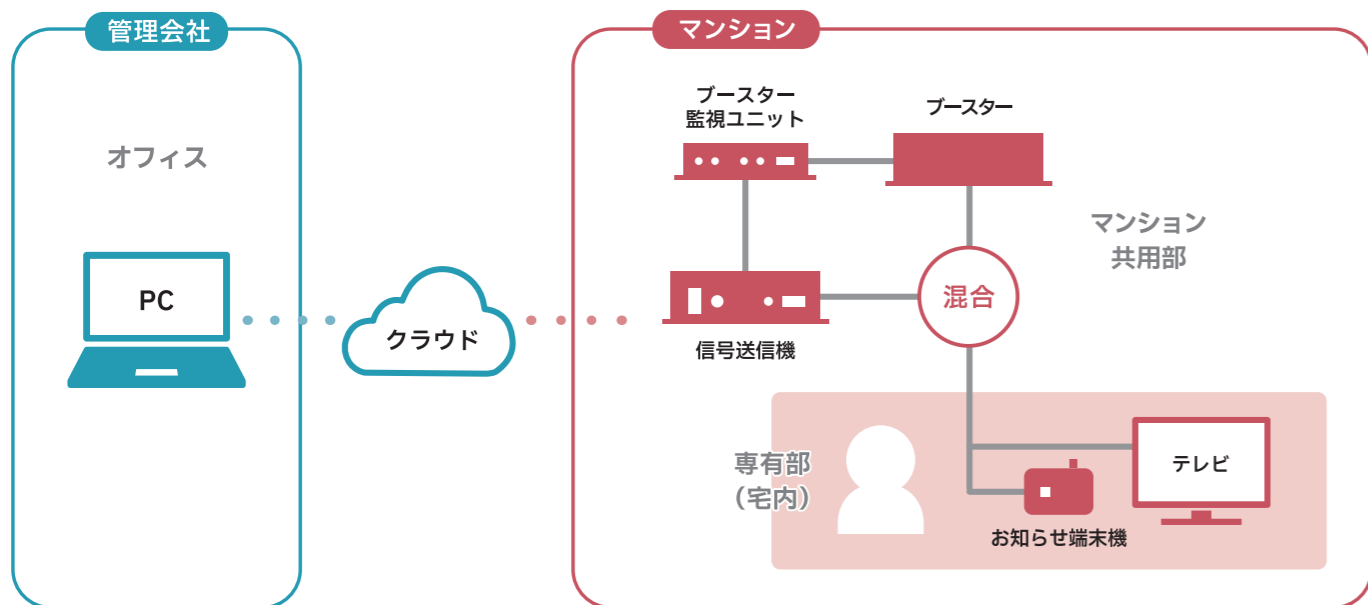 管理会社
オフィス
PC
クラウド
マンション
ブースター
監視ユニット
ブースター
マンション
共用部
混合
信号送信機
専有部
（宅内）
テレビ
お知らせ端末機